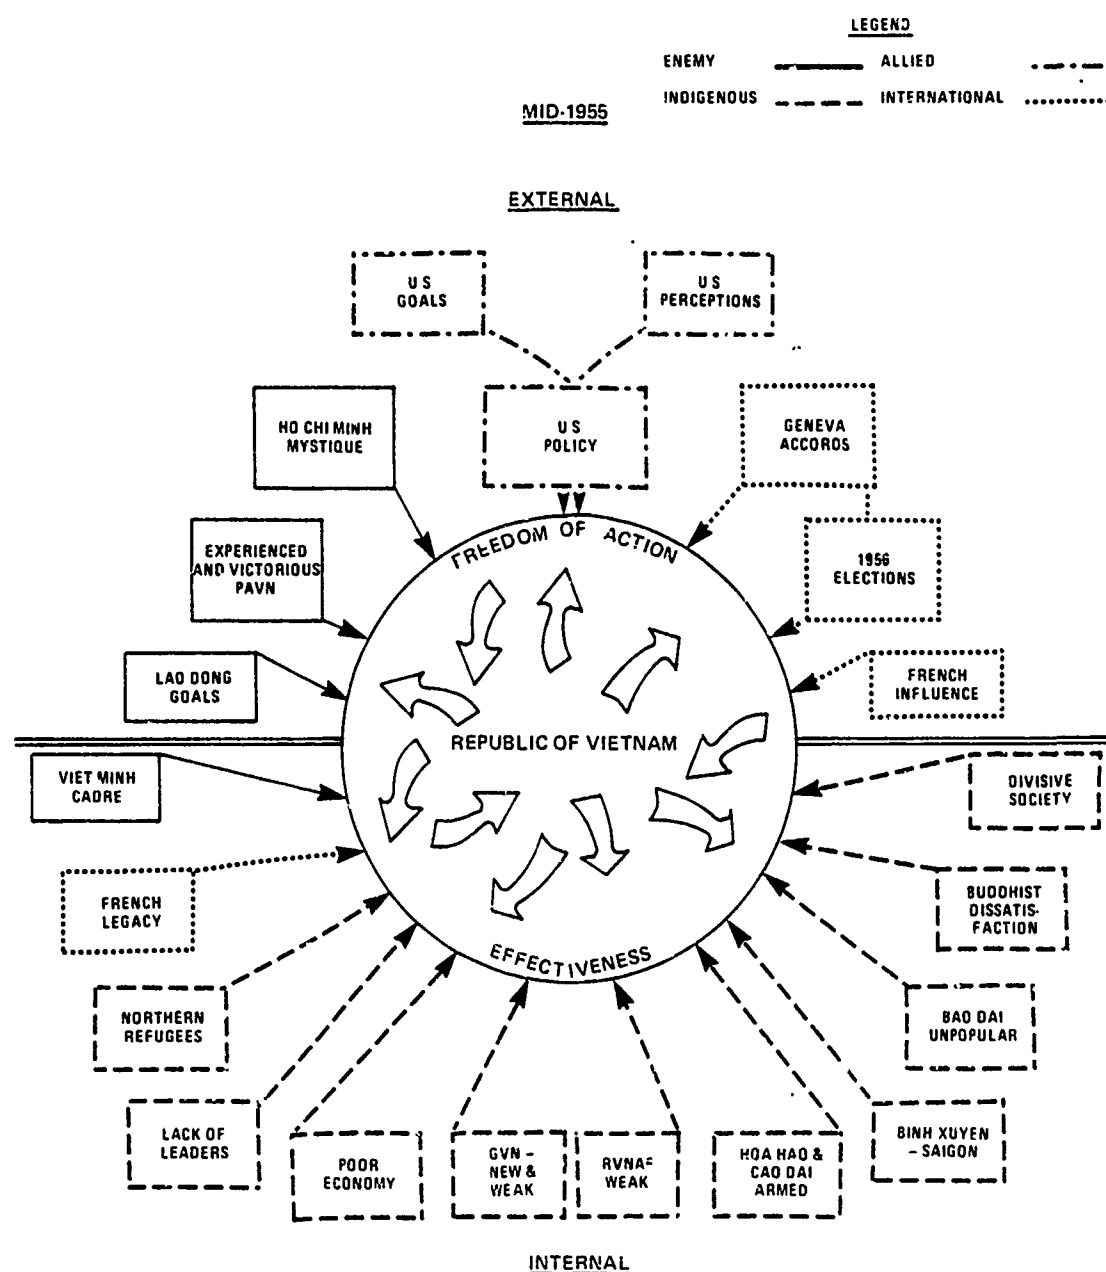 LEGEND
ENEMY
ALLIED
INDIGENOUS
INTERNATIONAL
MID-1955
EXTERNAL
U S
GOALS
U S
PERCEPTIONS
HO CHI MINH
MYSTIQUE
U S
POLICY
GENEVA
ACCORDS
EXPERIENCED
AND VICTORIOUS
PAVN
1956
ELECTIONS
FREEDOM OF ACTION
LAO DONG
GOALS
FRENCH
INFLUENCE
REPUBLIC OF VIETNAM
VIET MINH
CADRE
DIVISIVE
SOCIETY
FRENCH
LEGACY
BUDDHIST
DISSATIS-
FACTION
EFFECTIVENESS
NORTHERN
REFUGEES
BAO DAI
UNPOPULAR
LACK OF
LEADERS
POOR
ECONOMY
GVN –
NEW &
WEAK
RVNAF
WEAK
HOA HAO &
CAO DAI
ARMED
BINH XUYEN
– SAIGON
INTERNAL